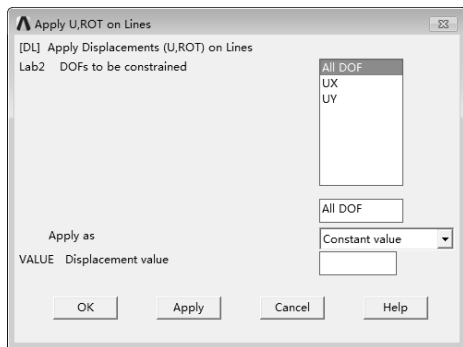 Apply U,ROT on Lines
[DL] Apply Displacements (U,ROT) on Lines
Lab2 DOFs to be constrained
All DOF
UX
UY
All DOF
Apply as Constant value
VALUE Displacement value
OK Apply Cancel Help